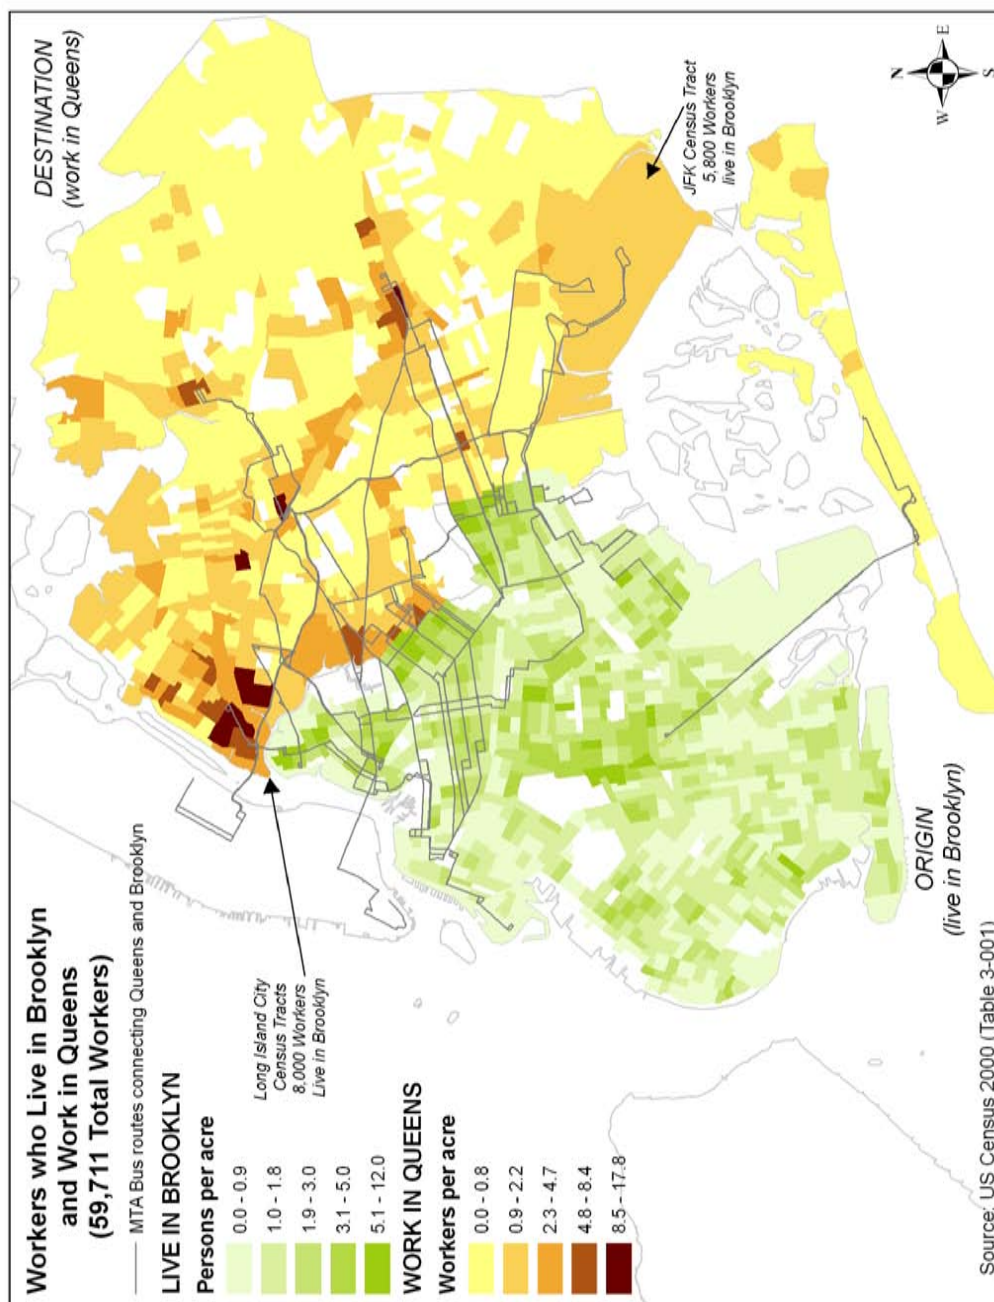 Workers who Live in Brooklyn
and Work in Queens
(59,711 Total Workers)
MTA Bus routes connecting Queens and Brooklyn
LIVE IN BROOKLYN
Persons per acre
0.0 - 0.9
1.0 - 1.8
1.9 - 3.0
3.1 - 5.0
5.1 - 12.0
WORK IN QUEENS
Workers per acre
0.0 - 0.8
0.9 - 2.2
2.3 - 4.7
4.8 - 8.4
8.5 - 17.8
Long Island City
Census Tracts
8,000 Workers
Live in Brooklyn
DESTINATION
(work in Queens)
JFK Census Tract
5,800 Workers
live in Brooklyn
N
W
E
S
ORIGIN
(live in Brooklyn)
Source: US Census 2000 (Table 3-001)